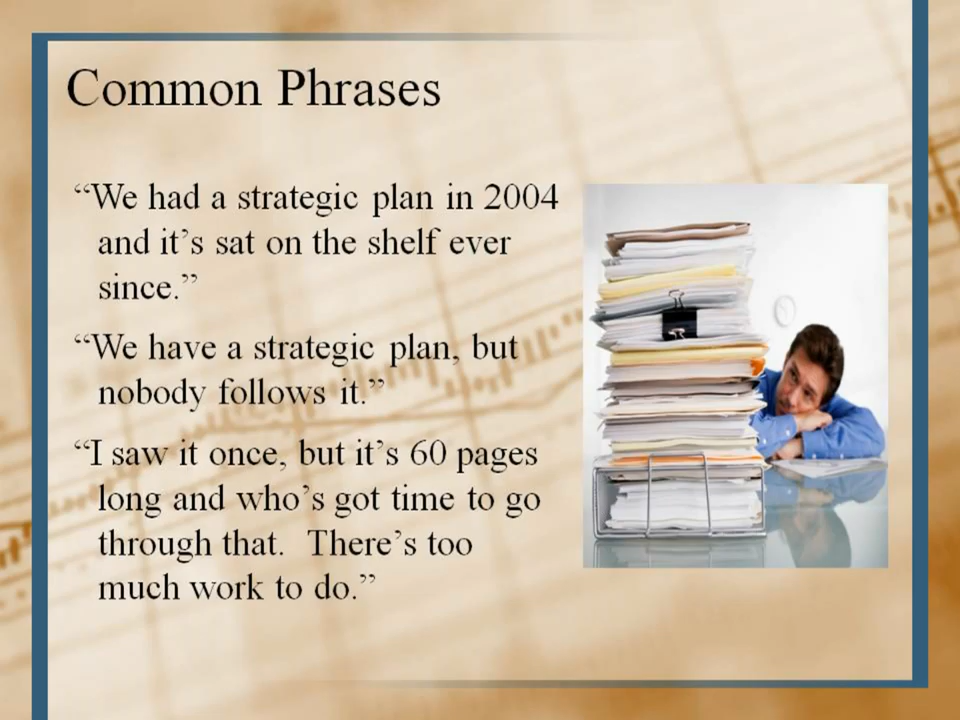 Common Phrases
“We had a strategic plan in 2004
and it’s sat on the shelf ever
since.”
“We have a strategic plan, but
nobody follows it.”
“I saw it once, but it’s 60 pages
long and who’s got time to go
through that.  There’s too
much work to do.”